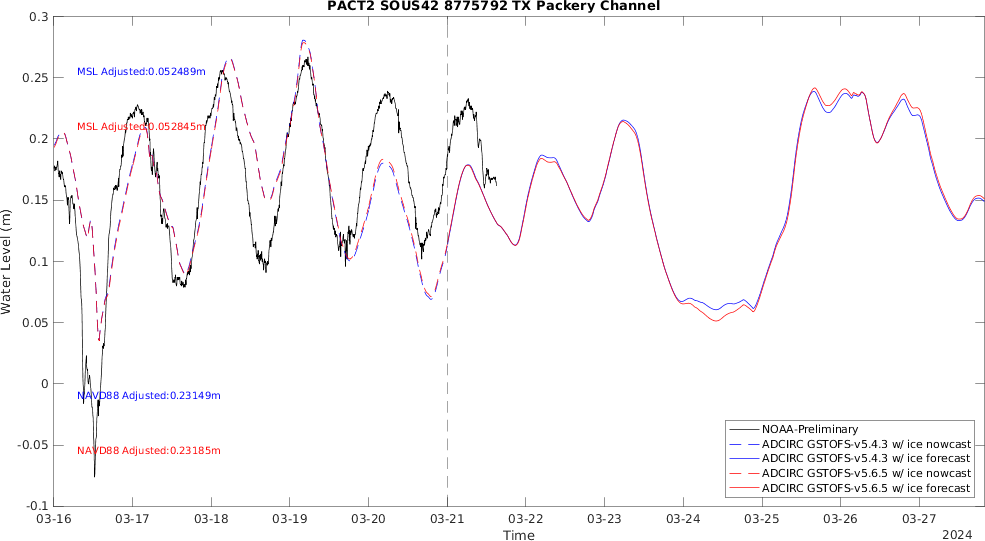 PACT2 SOUS42 8775792 TX Packery Channel
0.3
0.25
0.2
0.15
0.1
0.05
0
-0.05
-0.1
Water Level (m)
MSL Adjusted:0.052489m
MSL Adjusted:0.052845m
NAVD88 Adjusted:0.23149m
NAVD88 Adjusted:0.23185m
NOAA-Preliminary
ADCIRC GSTOFS-v5.4.3 w/ ice nowcast
ADCIRC GSTOFS-v5.4.3 w/ ice forecast
ADCIRC GSTOFS-v5.6.5 w/ ice nowcast
ADCIRC GSTOFS-v5.6.5 w/ ice forecast
03-16 03-17 03-18 03-19 03-20 03-21 03-22 03-23 03-24 03-25 03-26 03-27
Time
2024